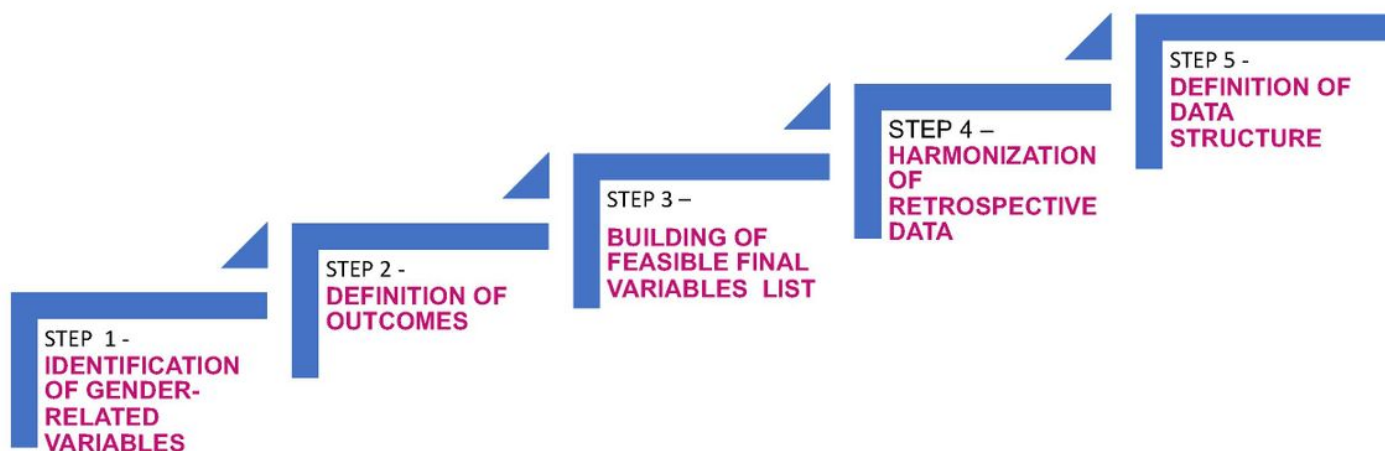 STEP 1 -
IDENTIFICATION
OF GENDER-
RELATED
VARIABLES
STEP 2 -
DEFINITION OF
OUTCOMES
STEP 3 –
BUILDING OF
FEASIBLE FINAL
VARIABLES LIST
STEP 4 –
HARMONIZATION
OF
RETROSPECTIVE
DATA
STEP 5 -
DEFINITION OF
DATA
STRUCTURE